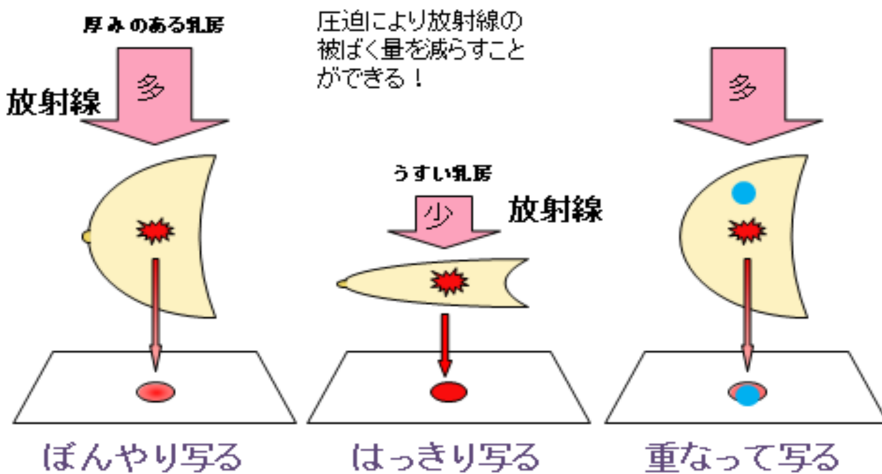 厚みのある乳房
多
放射線
圧迫により放射線の
被ばく量を減らすこと
ができる！
うすい乳房
少
放射線
多
ぼんやり写る
はっきり写る
重なって写る